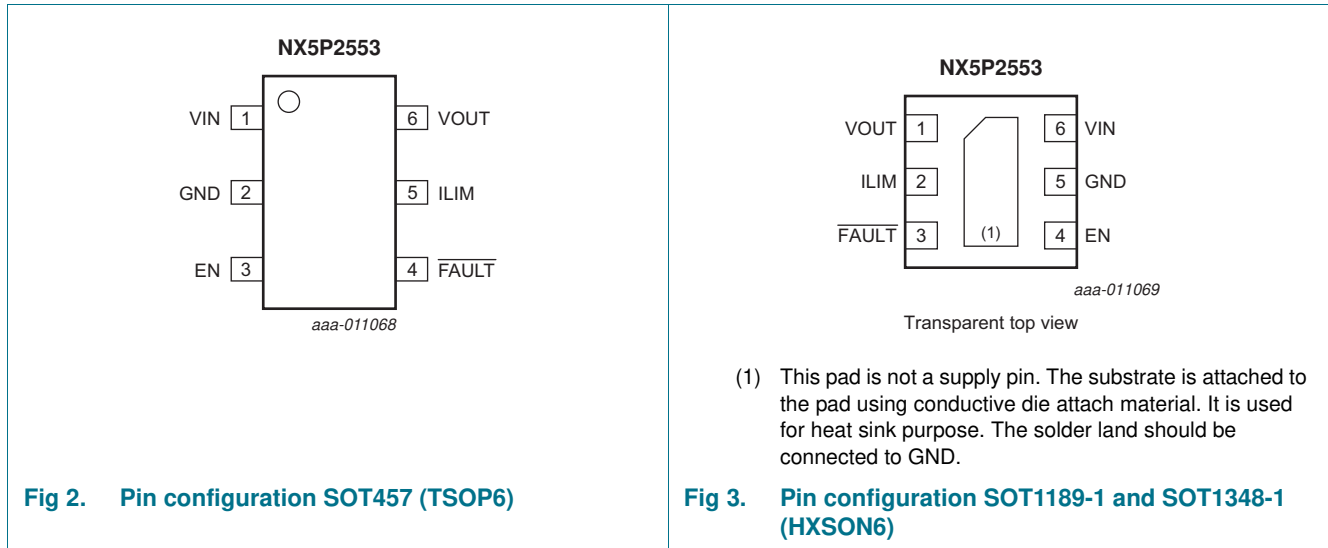 NX5P2553
VIN 1
6 VOUT
GND 2
5 ILIM
EN 3
4 FAULT
aaa-011068
Fig 2. Pin configuration SOT457 (TSOP6)
NX5P2553
VOUT 1
6 VIN
ILIM 2
5 GND
FAULT 3
(1)
4 EN
aaa-011069
Transparent top view
(1) This pad is not a supply pin. The substrate is attached to
the pad using conductive die attach material. It is used
for heat sink purpose. The solder land should be
connected to GND.
Fig 3. Pin configuration SOT1189-1 and SOT1348-1
(HXSON6)